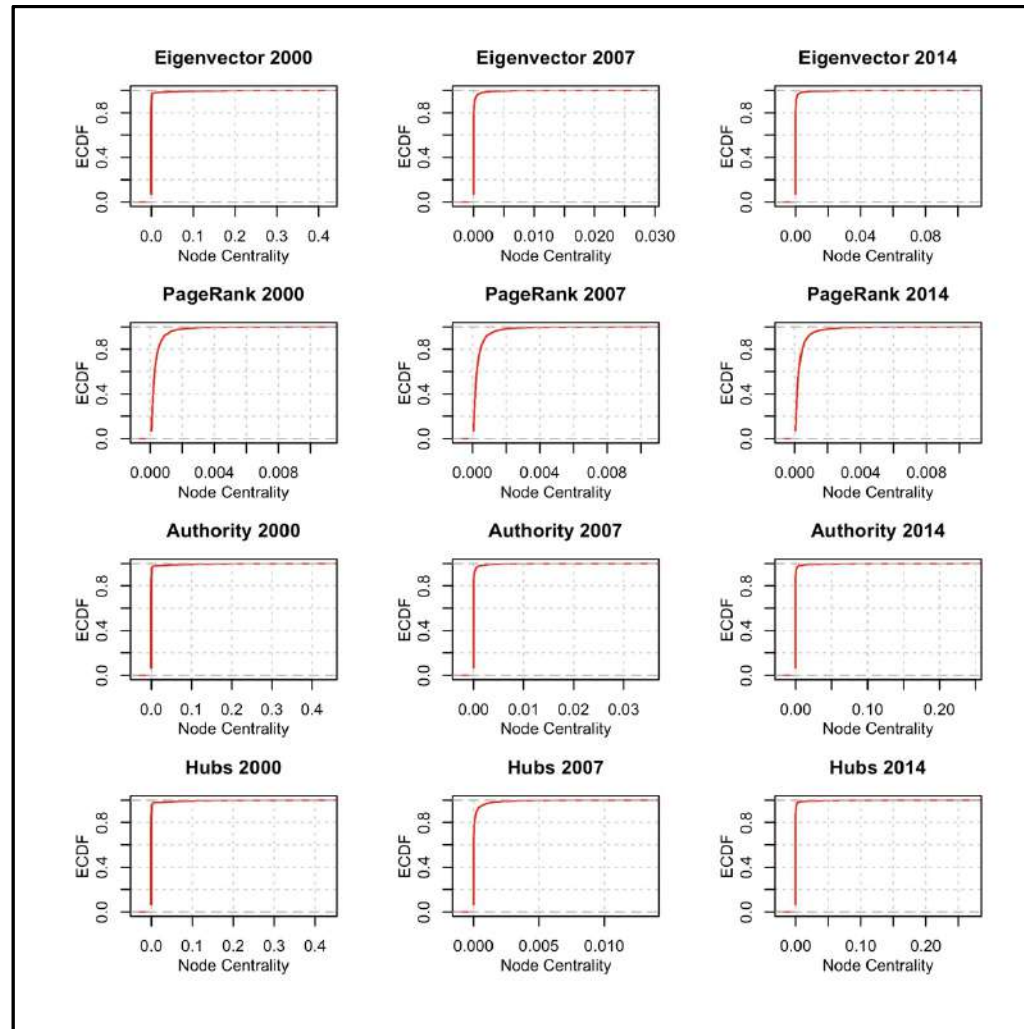 Eigenvector 2000 Eigenvector 2007 Eigenvector 2014
ECDF 0.0 0.4 0.8 ECDF 0.0 0.4 0.8 ECDF 0.0 0.4 0.8
0.0 0.1 0.2 0.3 0.4 0.000 0.010 0.020 0.030 0.00 0.04 0.08
Node Centrality Node Centrality Node Centrality
PageRank 2000 PageRank 2007 PageRank 2014
ECDF 0.0 0.4 0.8 ECDF 0.0 0.4 0.8 ECDF 0.0 0.4 0.8
0.000 0.004 0.008 0.000 0.004 0.008 0.000 0.004 0.008
Node Centrality Node Centrality Node Centrality
Authority 2000 Authority 2007 Authority 2014
ECDF 0.0 0.4 0.8 ECDF 0.0 0.4 0.8 ECDF 0.0 0.4 0.8
0.0 0.1 0.2 0.3 0.4 0.00 0.01 0.02 0.03 0.00 0.10 0.20
Node Centrality Node Centrality Node Centrality
Hubs 2000 Hubs 2007 Hubs 2014
ECDF 0.0 0.4 0.8 ECDF 0.0 0.4 0.8 ECDF 0.0 0.4 0.8
0.0 0.1 0.2 0.3 0.4 0.000 0.005 0.010 0.00 0.10 0.20
Node Centrality Node Centrality Node Centrality